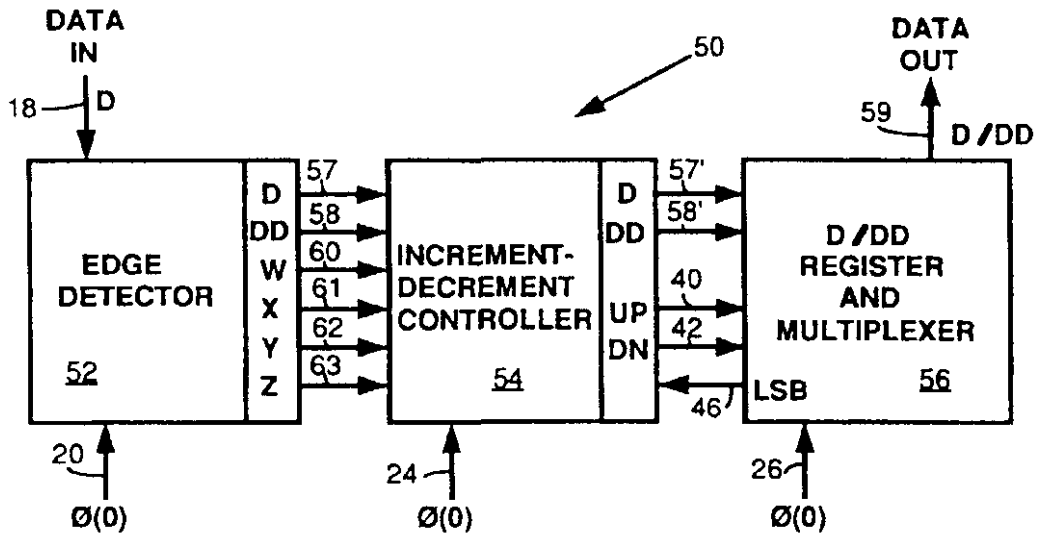 DATA
IN
18
D
50
DATA
OUT
59
D/DD
EDGE
DETECTOR
52
D
DD
W
X
Y
Z
57
58
60
61
62
63
INCREMENT-
DECREMENT
CONTROLLER
54
D
DD
UP
DN
57'
58'
40
42
46
LSB
D/DD
REGISTER
AND
MULTIPLEXER
56
20
Ø(0)
24
Ø(0)
26
Ø(0)